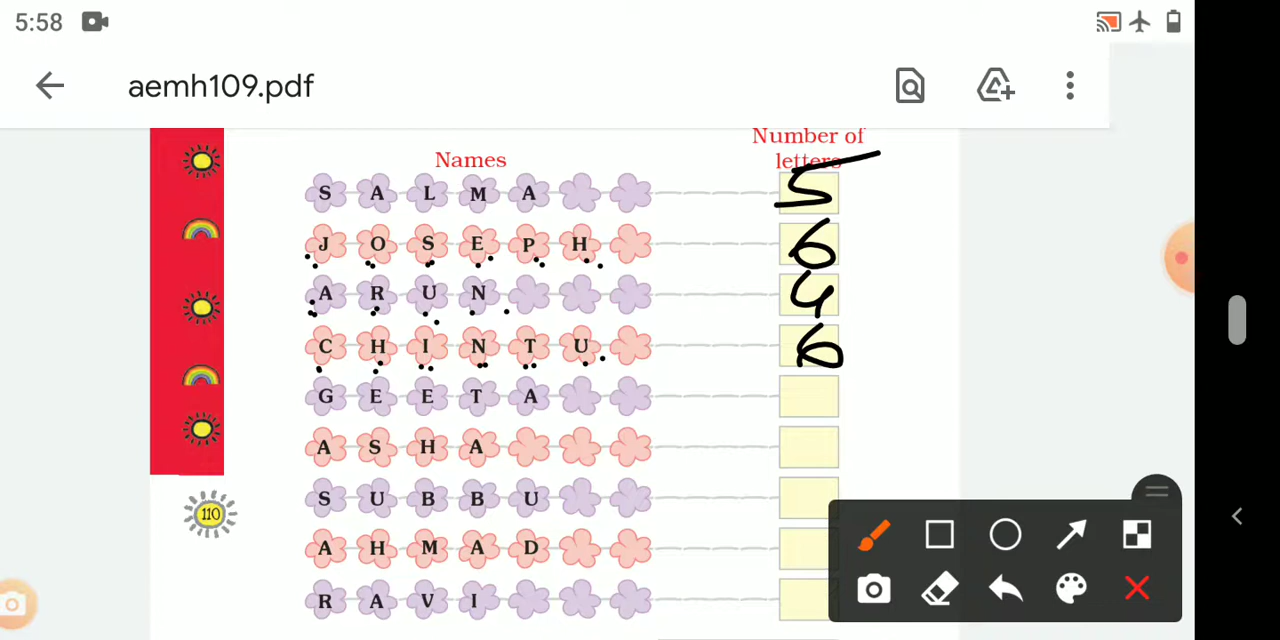 5:58
aemh109.pdf
Number of
Names letters
S A L M A 5
J O S E P H 6
A R U N 4
C H I N T U 6
G E E T A
A S H A
S U B B U
110
A H M A D
R A V I